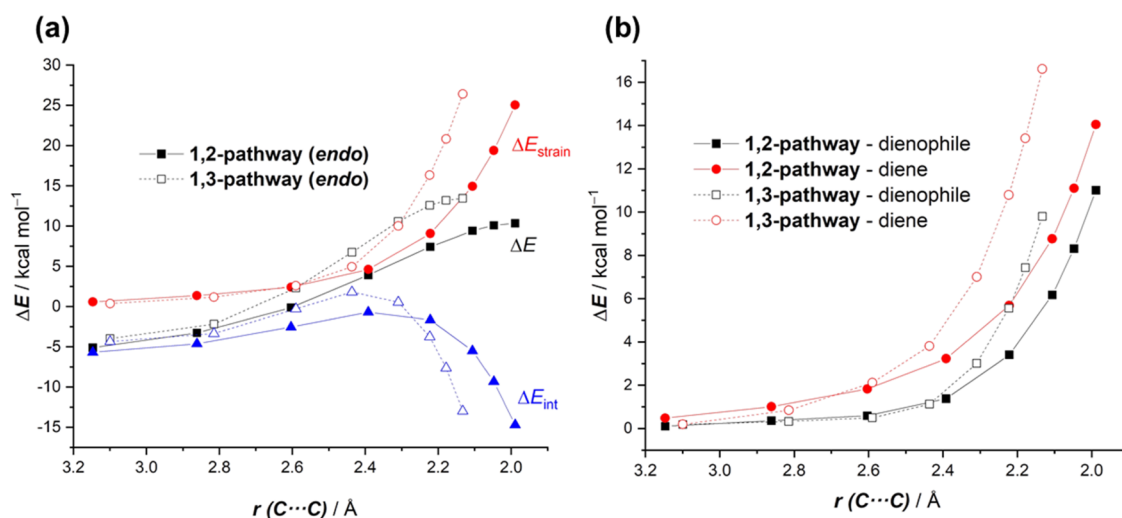 (a)
30
25
20
15
10
5
0
-5
-10
-15
3.2 3.0 2.8 2.6 2.4 2.2 2.0
ΔE / kcal mol⁻¹
r (C···C) / Å
1,2-pathway (endo)
1,3-pathway (endo)
ΔE_strain
ΔE
ΔE_int
(b)
16
14
12
10
8
6
4
2
0
3.2 3.0 2.8 2.6 2.4 2.2 2.0
ΔE / kcal mol⁻¹
r (C···C) / Å
1,2-pathway - dienophile
1,2-pathway - diene
1,3-pathway - dienophile
1,3-pathway - diene